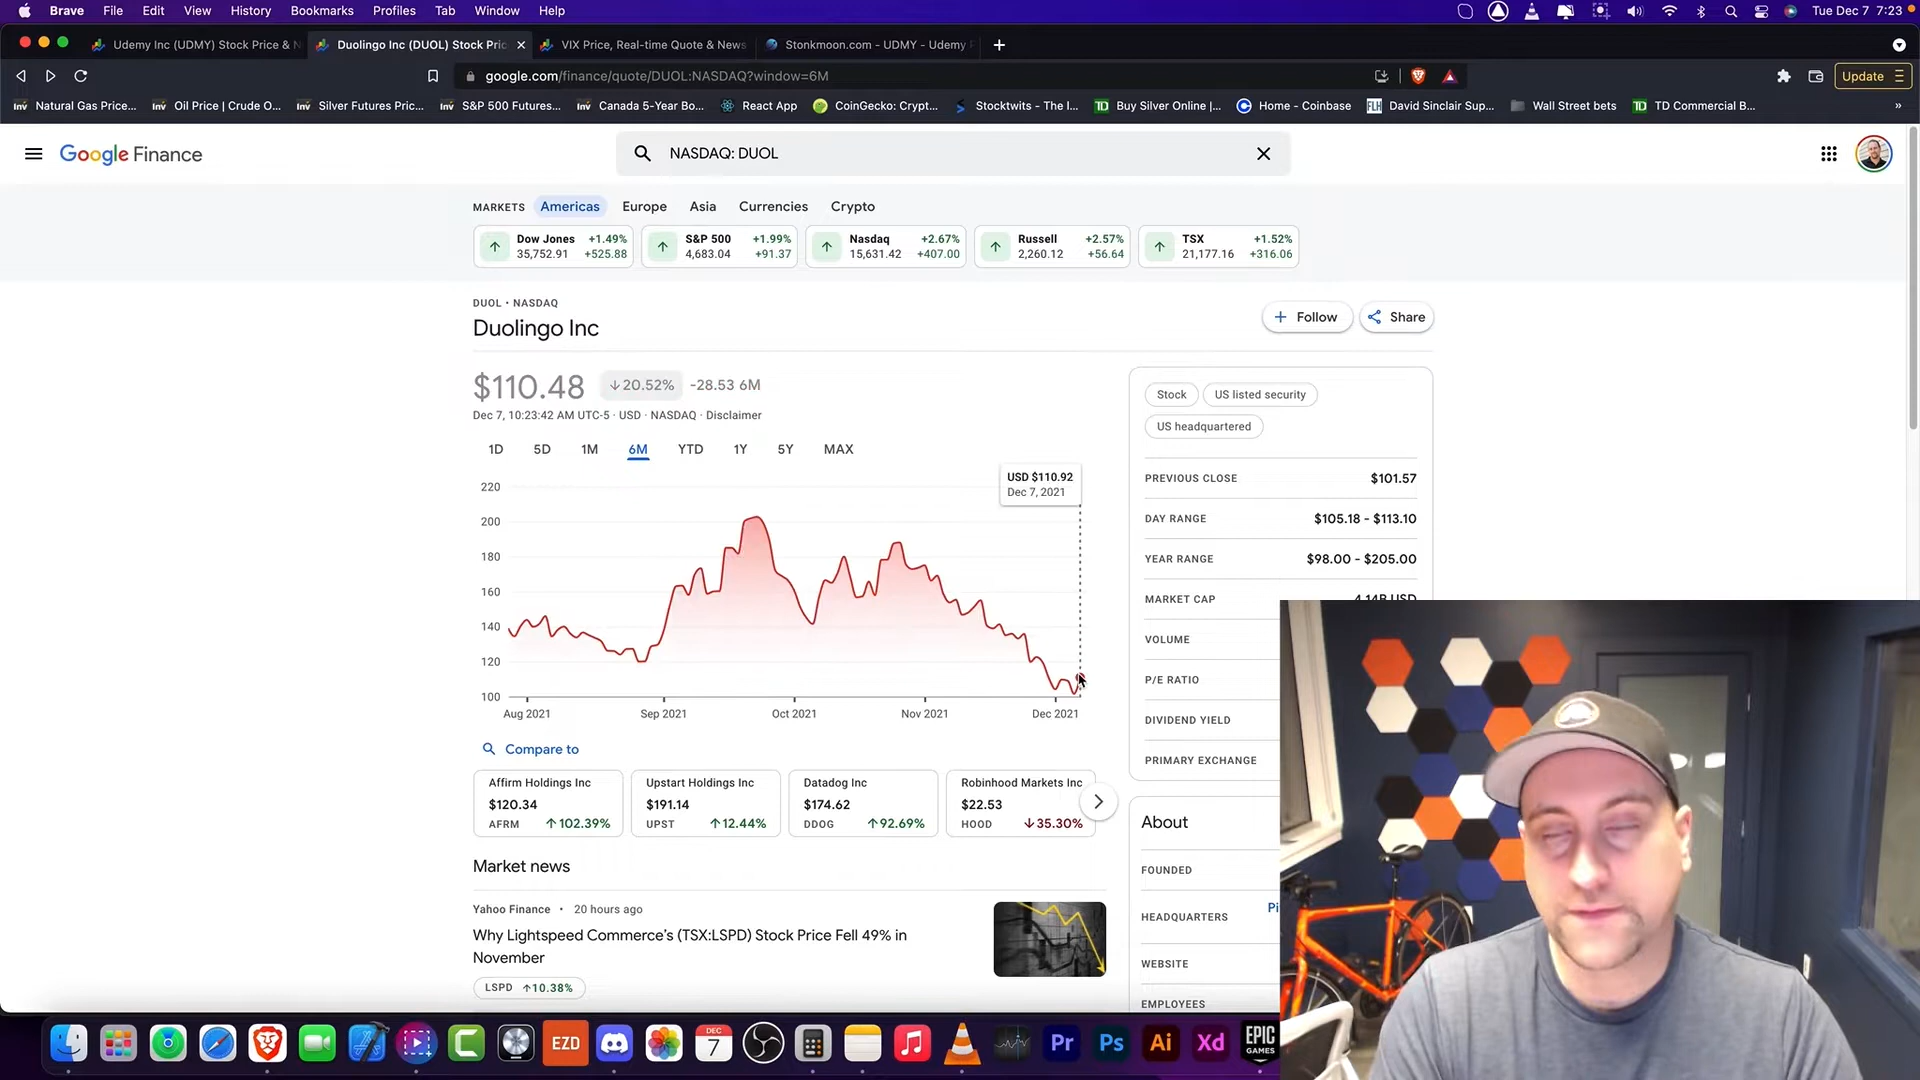 Brave File Edit View History Bookmarks Profiles Tab Window Help
Tue Dec 7 7:23
Udemy Inc (UDMY) Stock Price & N
Duolingo Inc (DUOL) Stock Pric
VIX Price, Real-time Quote & News
Stonkmoon.com - UDMY - Udemy
google.com/finance/quote/DUOL:NASDAQ?window=6M
Update
Natural Gas Price...
Oil Price | Crude O...
Silver Futures Pric...
S&P 500 Futures...
Canada 5-Year Bo...
React App
CoinGecko: Crypt...
Stocktwits - The I...
Buy Silver Online |...
Home - Coinbase
David Sinclair Sup...
Wall Street bets
TD Commercial B...
Google Finance
NASDAQ: DUOL
MARKETS Americas Europe Asia Currencies Crypto
Dow Jones +1.49%
35,752.91 +525.88
S&P 500 +1.99%
4,683.04 +91.37
Nasdaq +2.67%
15,631.42 +407.00
Russell +2.57%
2,260.12 +56.64
TSX +1.52%
21,177.16 +316.06
DUOL • NASDAQ
Duolingo Inc
+ Follow
Share
$110.48 ↓20.52% -28.53 6M
Dec 7, 10:23:42 AM UTC-5 · USD · NASDAQ · Disclaimer
1D 5D 1M 6M YTD 1Y 5Y MAX
USD $110.92
Dec 7, 2021
220
200
180
160
140
120
100
Aug 2021 Sep 2021 Oct 2021 Nov 2021 Dec 2021
Compare to
Affirm Holdings Inc
$120.34
AFRM ↑102.39%
Upstart Holdings Inc
$191.14
UPST ↑12.44%
Datadog Inc
$174.62
DDOG ↑92.69%
Robinhood Markets Inc
$22.53
HOOD ↓35.30%
Market news
Yahoo Finance • 20 hours ago
Why Lightspeed Commerce's (TSX:LSPD) Stock Price Fell 49% in
November
LSPD ↑10.38%
Stock
US listed security
US headquartered
PREVIOUS CLOSE $101.57
DAY RANGE $105.18 - $113.10
YEAR RANGE $98.00 - $205.00
MARKET CAP 4.14B USD
VOLUME
P/E RATIO
DIVIDEND YIELD
PRIMARY EXCHANGE
About
FOUNDED
HEADQUARTERS Pi
WEBSITE
EMPLOYEES
EZD
DEC
7
Pr
Ps
Ai
Xd
EPIC
GAMES